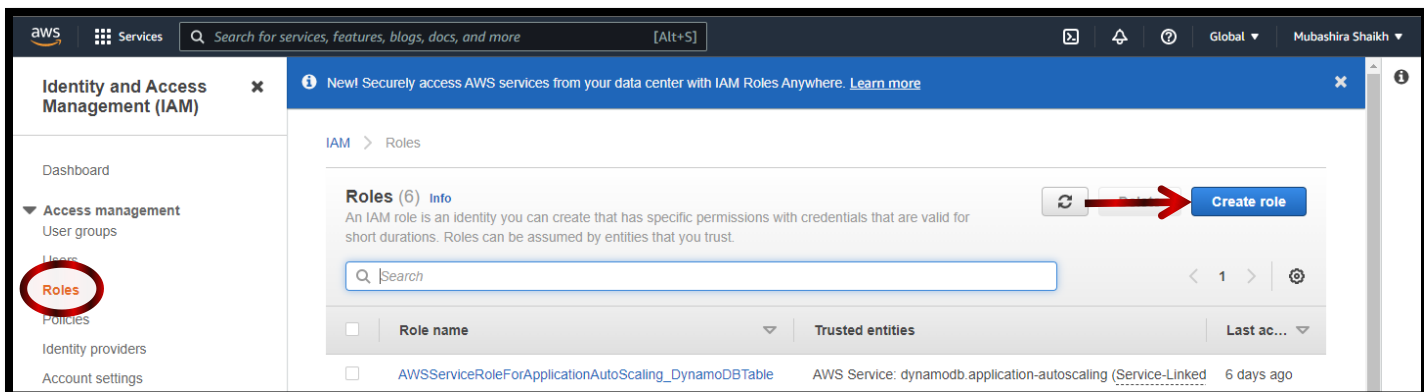 aws
Services
Search for services, features, blogs, docs, and more
[Alt+S]
Global
Mubashira Shaikh
Identity and Access
Management (IAM)
Dashboard
Access management
User groups
Users
Roles
Policies
Identity providers
Account settings
New! Securely access AWS services from your data center with IAM Roles Anywhere. Learn more
IAM > Roles
Roles (6) Info
An IAM role is an identity you can create that has specific permissions with credentials that are valid for
short durations. Roles can be assumed by entities that you trust.
Delete
Create role
Search
1
Role name
Trusted entities
Last ac...
AWSServiceRoleForApplicationAutoScaling_DynamoDBTable
AWS Service: dynamodb.application-autoscaling (Service-Linked
6 days ago